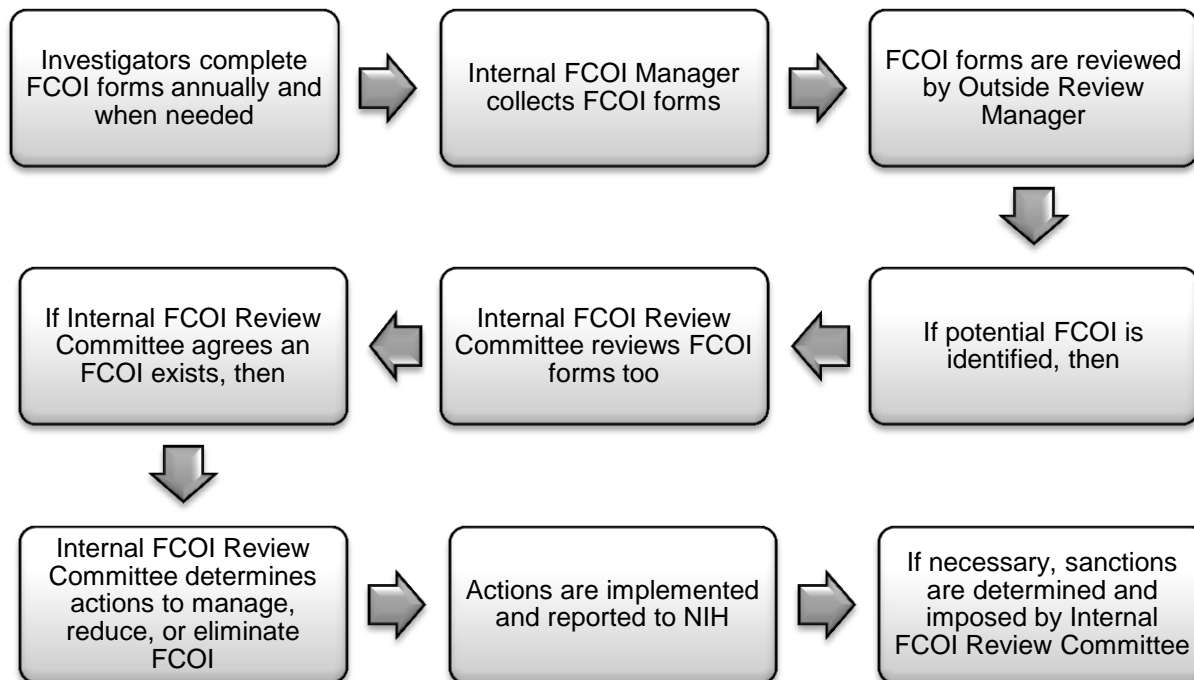 Investigators complete
FCOI forms annually and
when needed
Internal FCOI Manager
collects FCOI forms
FCOI forms are reviewed
by Outside Review
Manager
If potential FCOI is
identified, then
Internal FCOI Review
Committee reviews FCOI
forms too
If Internal FCOI Review
Committee agrees an
FCOI exists, then
Internal FCOI Review
Committee determines
actions to manage,
reduce, or eliminate
FCOI
Actions are implemented
and reported to NIH
If necessary, sanctions
are determined and
imposed by Internal
FCOI Review Committee